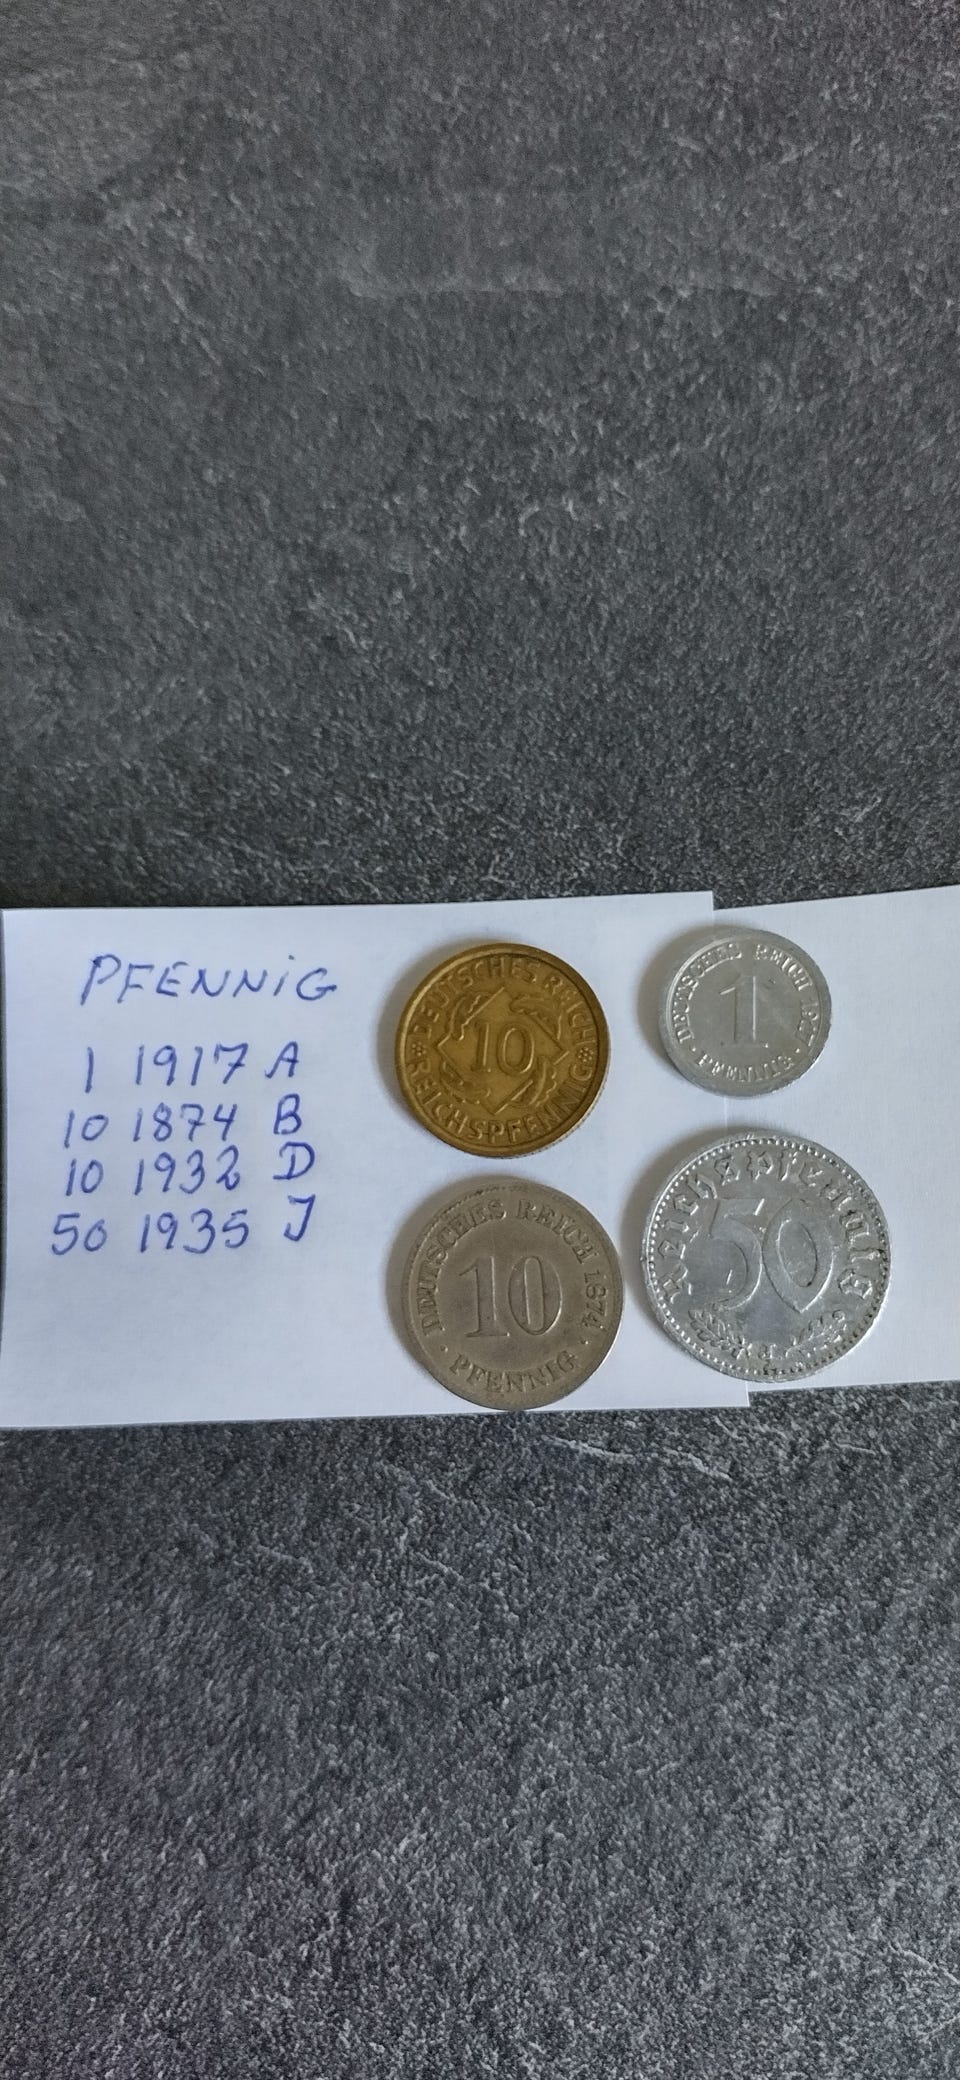 PFENNiG
1 1917 A
10 1874 B
10 1932 D
50 1935 J
DEUTSCHES REICH
10
REICHSPFENNIG
DEUTSCHES REICH 1917
1
PFENNIG
DEUTSCHES REICH 1874
10
PFENNIG
Reichspfennig
50